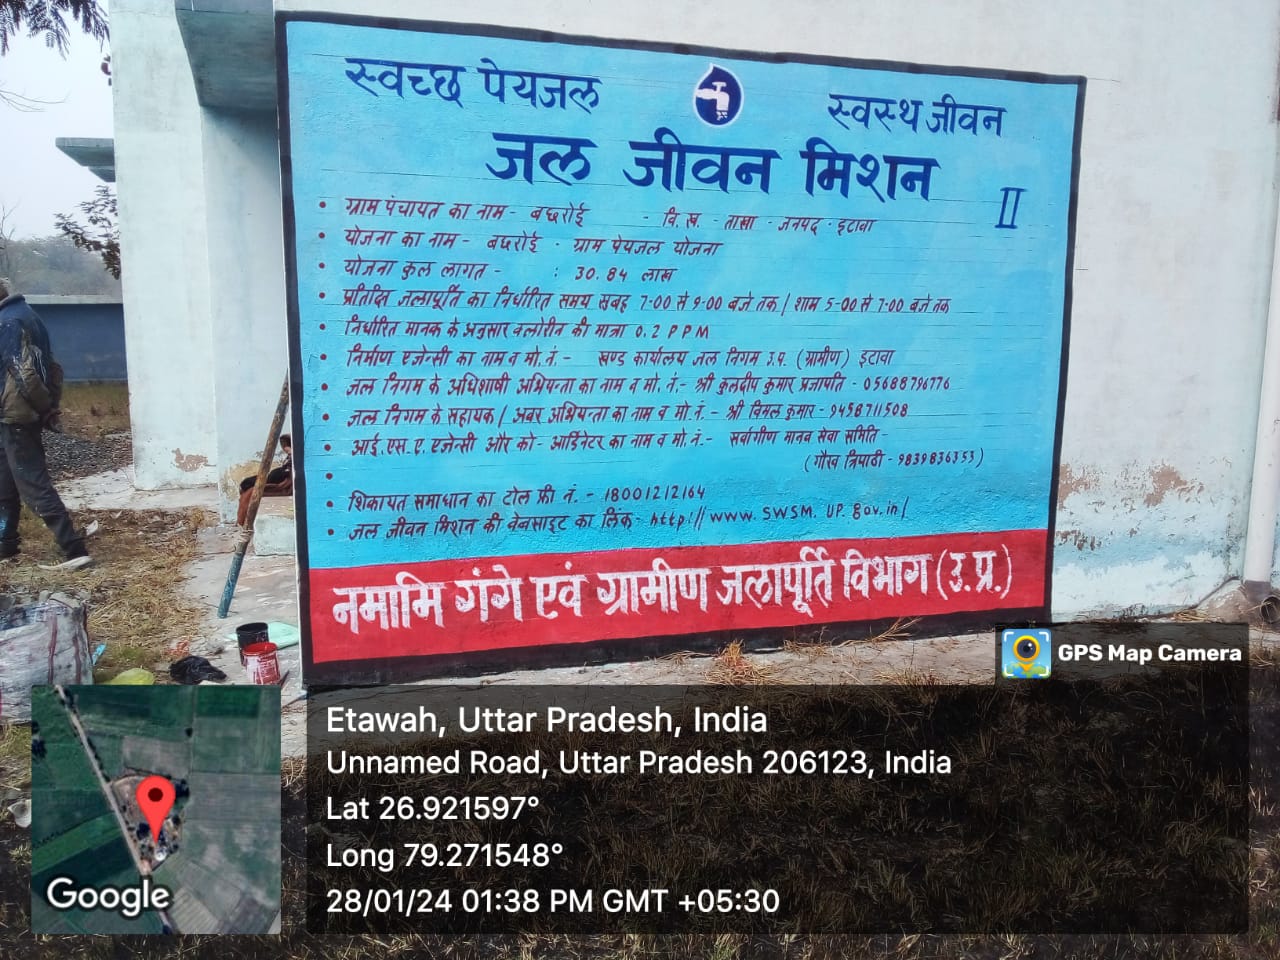 स्वच्छ पेयजल
स्वस्थ जीवन
जल जीवन मिशन II
• ग्राम पंचायत का नाम - बछरोई - वि. ख. - ताखा - जनपद - इटावा
• योजना का नाम - बछरोई - ग्राम पेयजल योजना
• योजना कुल लागत - : 30.84 लाख
• प्रतिदिन जलापूर्ति का निर्धारित समय सुबह 7:00 से 9:00 बजे तक / शाम 5-00 से 7:00 बजे तक
• निर्धारित मानक के अनुसार क्लोरीन की मात्रा 0.2 PPM
• निर्माण एजेन्सी का नाम व मो. नं. - खण्ड कार्यालय जल निगम उ.प. (ग्रामीण) इटावा
• जल निगम के अधिशाषी अभियन्ता का नाम व मो. नं. - श्री कुलदीप कुमार प्रजापति - 05688796776
• जल निगम के सहायक / अवर अभियन्ता का नाम व मो. नं. - श्री विमल कुमार - 9458711508
• आई.एस.ए. एजेन्सी और को- आर्डिनेटर का नाम व मो. नं. - सर्वागीण मानव सेवा समिति -
(गौरव त्रिपाठी - 9839836353)
•
• शिकायत समाधान का टोल फ्री नं. - 18001212164
• जल जीवन मिशन की वेबसाइट का लिंक - http://www.SWSM.UP.Gov.in/
नमामि गंगे एवं ग्रामीण जलापूर्ति विभाग (उ.प्र.)
GPS Map Camera
Etawah, Uttar Pradesh, India
Unnamed Road, Uttar Pradesh 206123, India
Lat 26.921597°
Long 79.271548°
28/01/24 01:38 PM GMT +05:30
Google